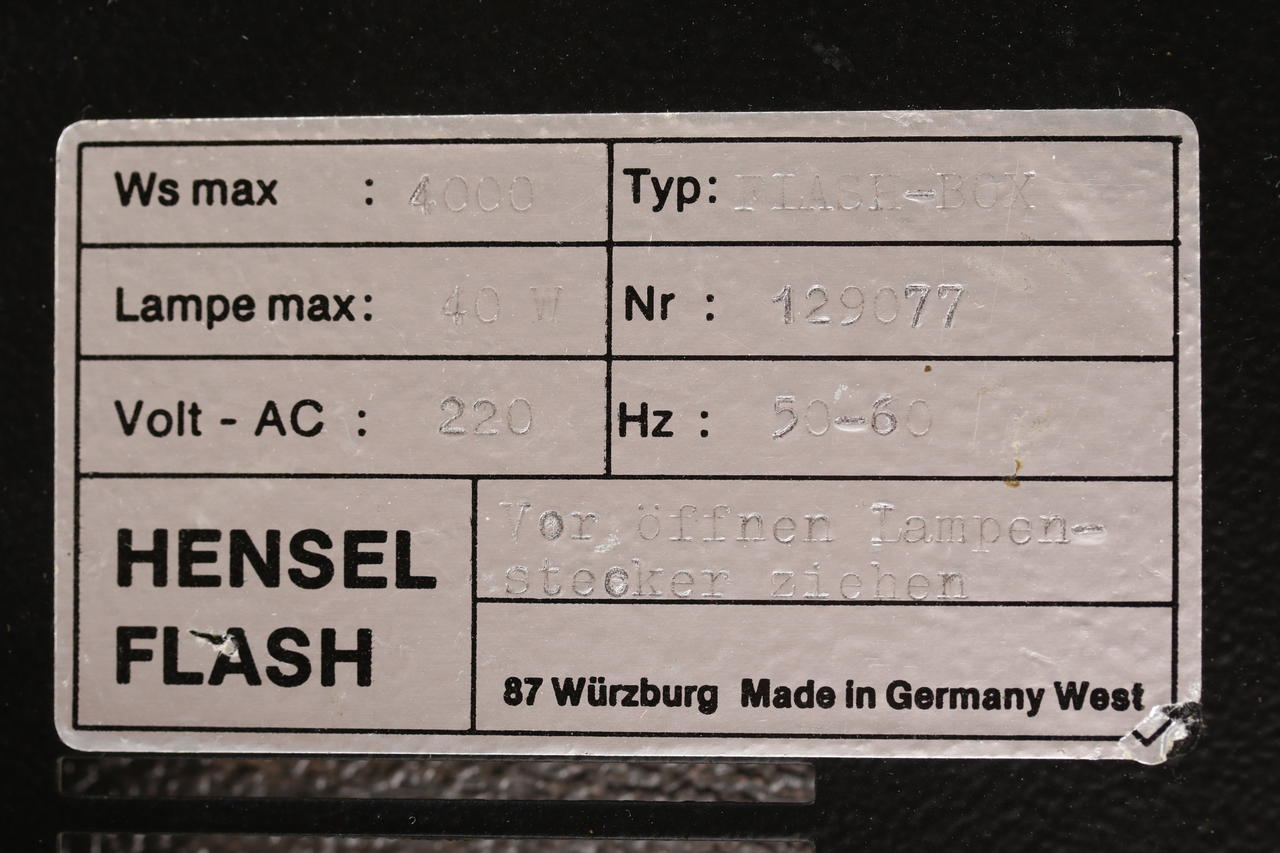 Ws max : 4000
Typ: FLASH-BOX
Lampe max: 40 W
Nr : 129077
Volt - AC : 220
Hz : 50-60
HENSEL
FLASH
Vor öffnen Lampen-
stecker ziehen
87 Würzburg Made in Germany West